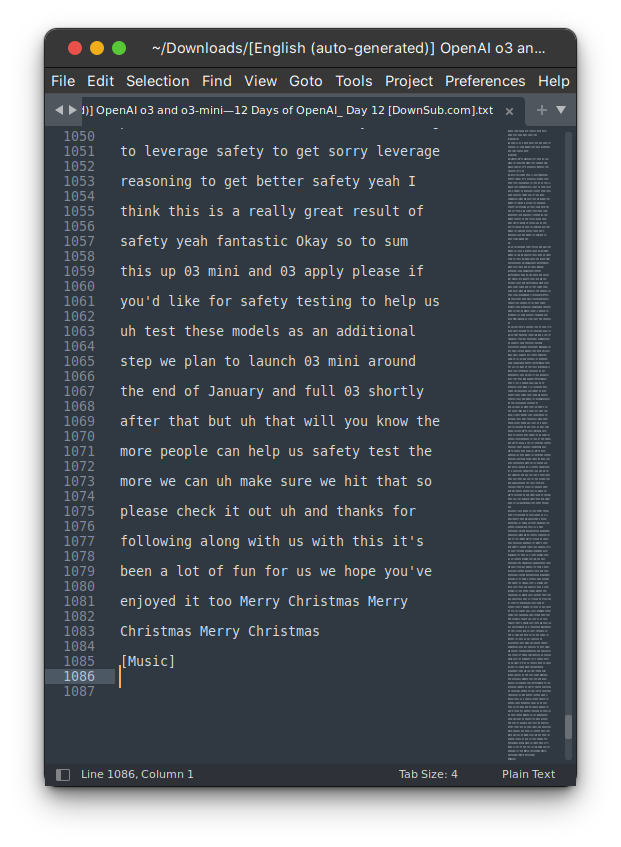 ~/Downloads/[English (auto-generated)] OpenAI o3 an...
File Edit Selection Find View Goto Tools Project Preferences Help
)] OpenAI o3 and o3-mini—12 Days of OpenAI_ Day 12 [DownSub.com].txt
1050
1051 to leverage safety to get sorry leverage
1052
1053 reasoning to get better safety yeah I
1054
1055 think this is a really great result of
1056
1057 safety yeah fantastic Okay so to sum
1058
1059 this up 03 mini and 03 apply please if
1060
1061 you'd like for safety testing to help us
1062
1063 uh test these models as an additional
1064
1065 step we plan to launch 03 mini around
1066
1067 the end of January and full 03 shortly
1068
1069 after that but uh that will you know the
1070
1071 more people can help us safety test the
1072
1073 more we can uh make sure we hit that so
1074
1075 please check it out uh and thanks for
1076
1077 following along with us with this it's
1078
1079 been a lot of fun for us we hope you've
1080
1081 enjoyed it too Merry Christmas Merry
1082
1083 Christmas Merry Christmas
1084
1085 [Music]
1086
1087
Line 1086, Column 1 Tab Size: 4 Plain Text